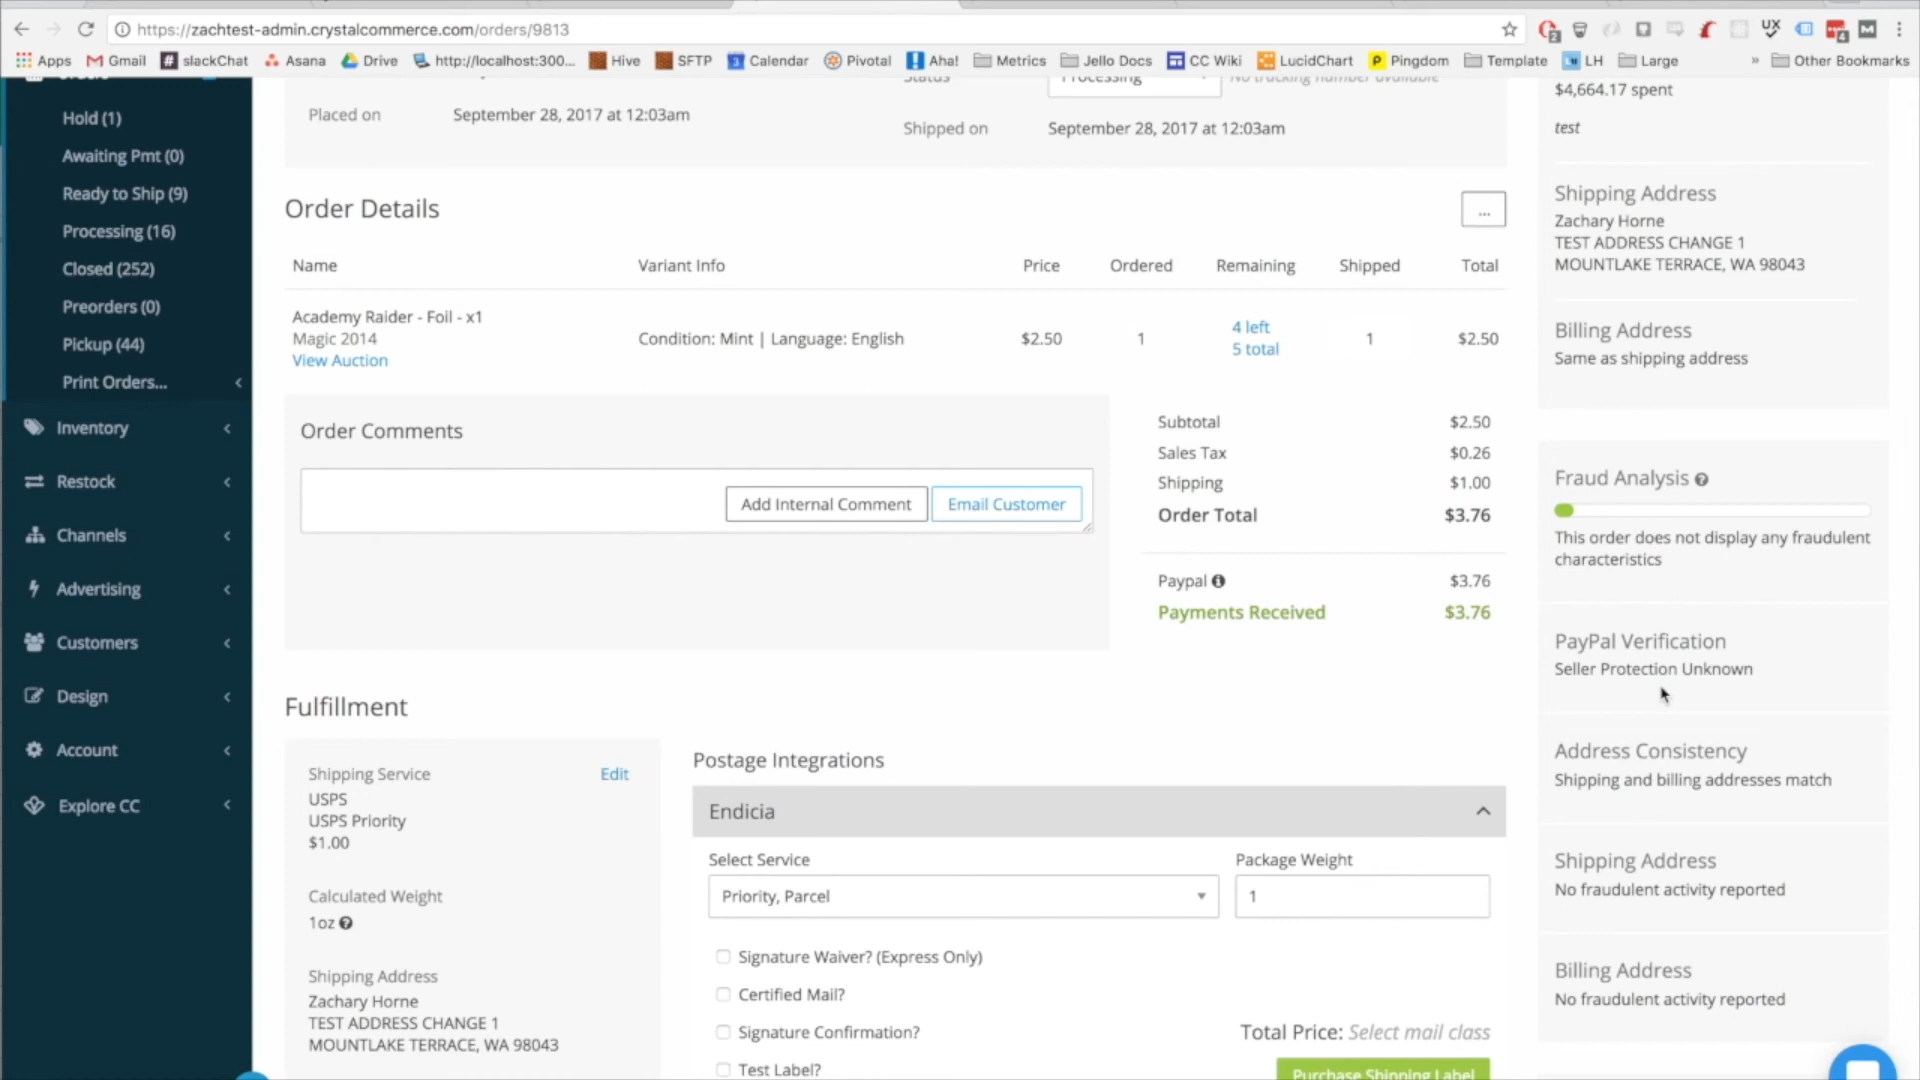 https://zachtest-admin.crystalcommerce.com/orders/9813
Apps Gmail slackChat Asana Drive http://localhost:300... Hive SFTP Calendar Pivotal Aha! Metrics Jello Docs CC Wiki LucidChart Pingdom Template LH Large » Other Bookmarks
Hold (1)
Awaiting Pmt (0)
Ready to Ship (9)
Processing (16)
Closed (252)
Preorders (0)
Pickup (44)
Print Orders...
Inventory
Restock
Channels
Advertising
Customers
Design
Account
Explore CC
Status Processing No tracking number available
Placed on September 28, 2017 at 12:03am
Shipped on September 28, 2017 at 12:03am
Order Details
...
Name Variant Info Price Ordered Remaining Shipped Total
Academy Raider - Foil - x1
Magic 2014
View Auction
Condition: Mint | Language: English
$2.50
1
4 left
5 total
1
$2.50
Order Comments
Add Internal Comment Email Customer
Subtotal $2.50
Sales Tax $0.26
Shipping $1.00
Order Total $3.76
Paypal $3.76
Payments Received $3.76
Fulfillment
Shipping Service Edit
USPS
USPS Priority
$1.00
Calculated Weight
1oz
Shipping Address
Zachary Horne
TEST ADDRESS CHANGE 1
MOUNTLAKE TERRACE, WA 98043
Postage Integrations
Endicia
Select Service Package Weight
Priority, Parcel 1
Signature Waiver? (Express Only)
Certified Mail?
Signature Confirmation?
Test Label?
Total Price: Select mail class
Purchase Shipping Label
$4,664.17 spent
test
Shipping Address
Zachary Horne
TEST ADDRESS CHANGE 1
MOUNTLAKE TERRACE, WA 98043
Billing Address
Same as shipping address
Fraud Analysis
This order does not display any fraudulent
characteristics
PayPal Verification
Seller Protection Unknown
Address Consistency
Shipping and billing addresses match
Shipping Address
No fraudulent activity reported
Billing Address
No fraudulent activity reported